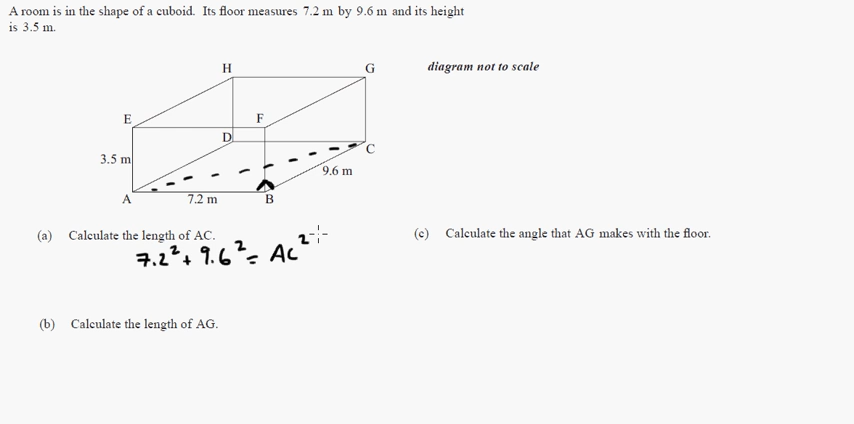 A room is in the shape of a cuboid. Its floor measures 7.2 m by 9.6 m and its height
is 3.5 m.
diagram not to scale
H
G
E
F
D
C
3.5 m
9.6 m
A
7.2 m
B
(a) Calculate the length of AC.
7.2² + 9.6² = AC²
(c) Calculate the angle that AG makes with the floor.
(b) Calculate the length of AG.